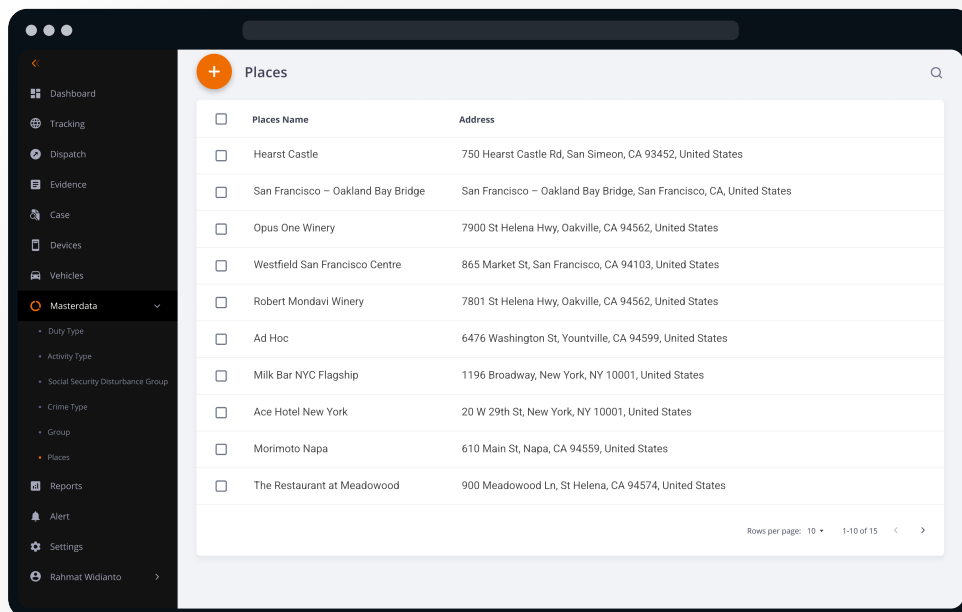 Places
Dashboard
Tracking
Dispatch
Evidence
Case
Devices
Vehicles
Masterdata
Duty Type
Activity Type
Social Security Disturbance Group
Crime Type
Group
Places
Reports
Alert
Settings
Rahmat Widianto
Places Name Address
Hearst Castle 750 Hearst Castle Rd, San Simeon, CA 93452, United States
San Francisco – Oakland Bay Bridge San Francisco – Oakland Bay Bridge, San Francisco, CA, United States
Opus One Winery 7900 St Helena Hwy, Oakville, CA 94562, United States
Westfield San Francisco Centre 865 Market St, San Francisco, CA 94103, United States
Robert Mondavi Winery 7801 St Helena Hwy, Oakville, CA 94562, United States
Ad Hoc 6476 Washington St, Yountville, CA 94599, United States
Milk Bar NYC Flagship 1196 Broadway, New York, NY 10001, United States
Ace Hotel New York 20 W 29th St, New York, NY 10001, United States
Morimoto Napa 610 Main St, Napa, CA 94559, United States
The Restaurant at Meadowood 900 Meadowood Ln, St Helena, CA 94574, United States
Rows per page: 10 1-10 of 15